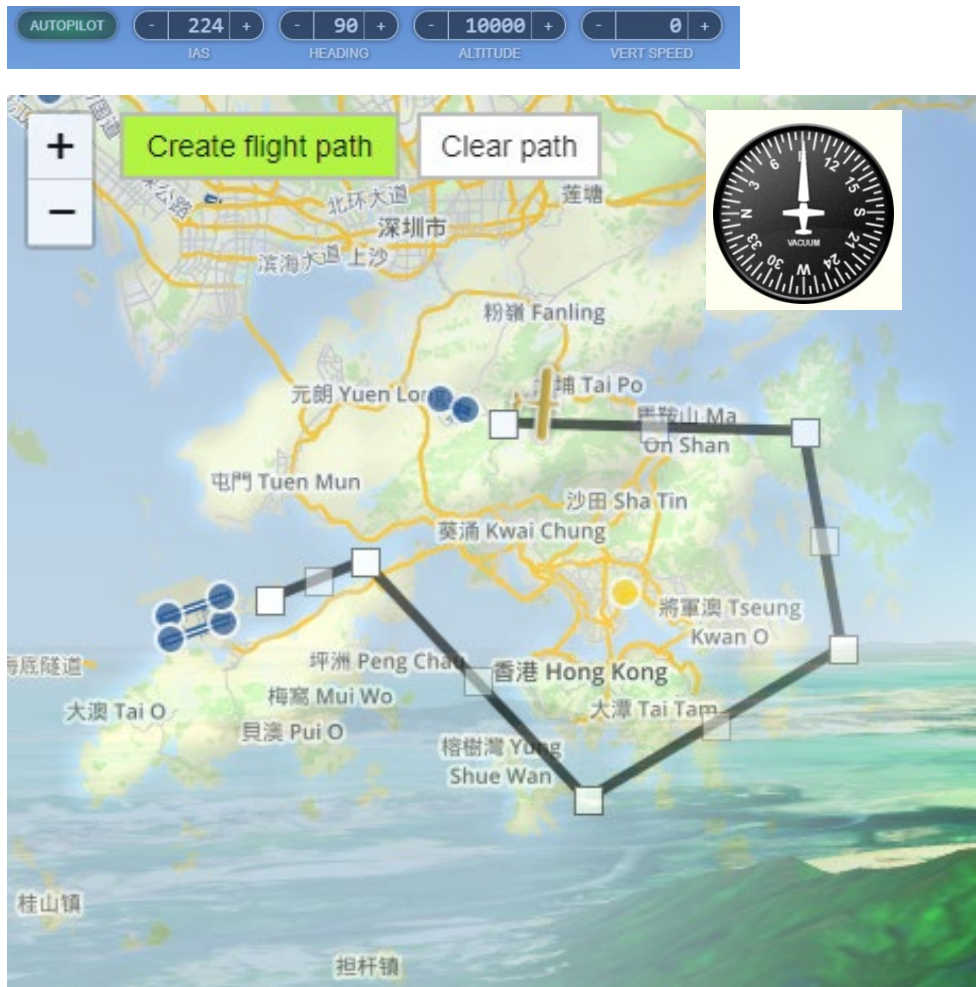 AUTOPILOT
- 224 +
- 90 +
- 10000 +
- 0 +
IAS
HEADING
ALTITUDE
VERT SPEED
+
−
Create flight path
Clear path
北环大道
莲塘
深圳市
滨海大道
上沙
粉嶺 Fanling
元朗 Yuen Long
埔 Tai Po
馬鞍山 Ma
On Shan
屯門 Tuen Mun
沙田 Sha Tin
葵涌 Kwai Chung
將軍澳 Tseung
Kwan O
海底隧道
坪洲 Peng Chau
香港 Hong Kong
梅窩 Mui Wo
大澳 Tai O
大潭 Tai Tam
貝澳 Pui O
榕樹灣 Yung
Shue Wan
桂山镇
担杆镇
N 3 6 E 12 15 S 21 24 W 30 33
VACUUM